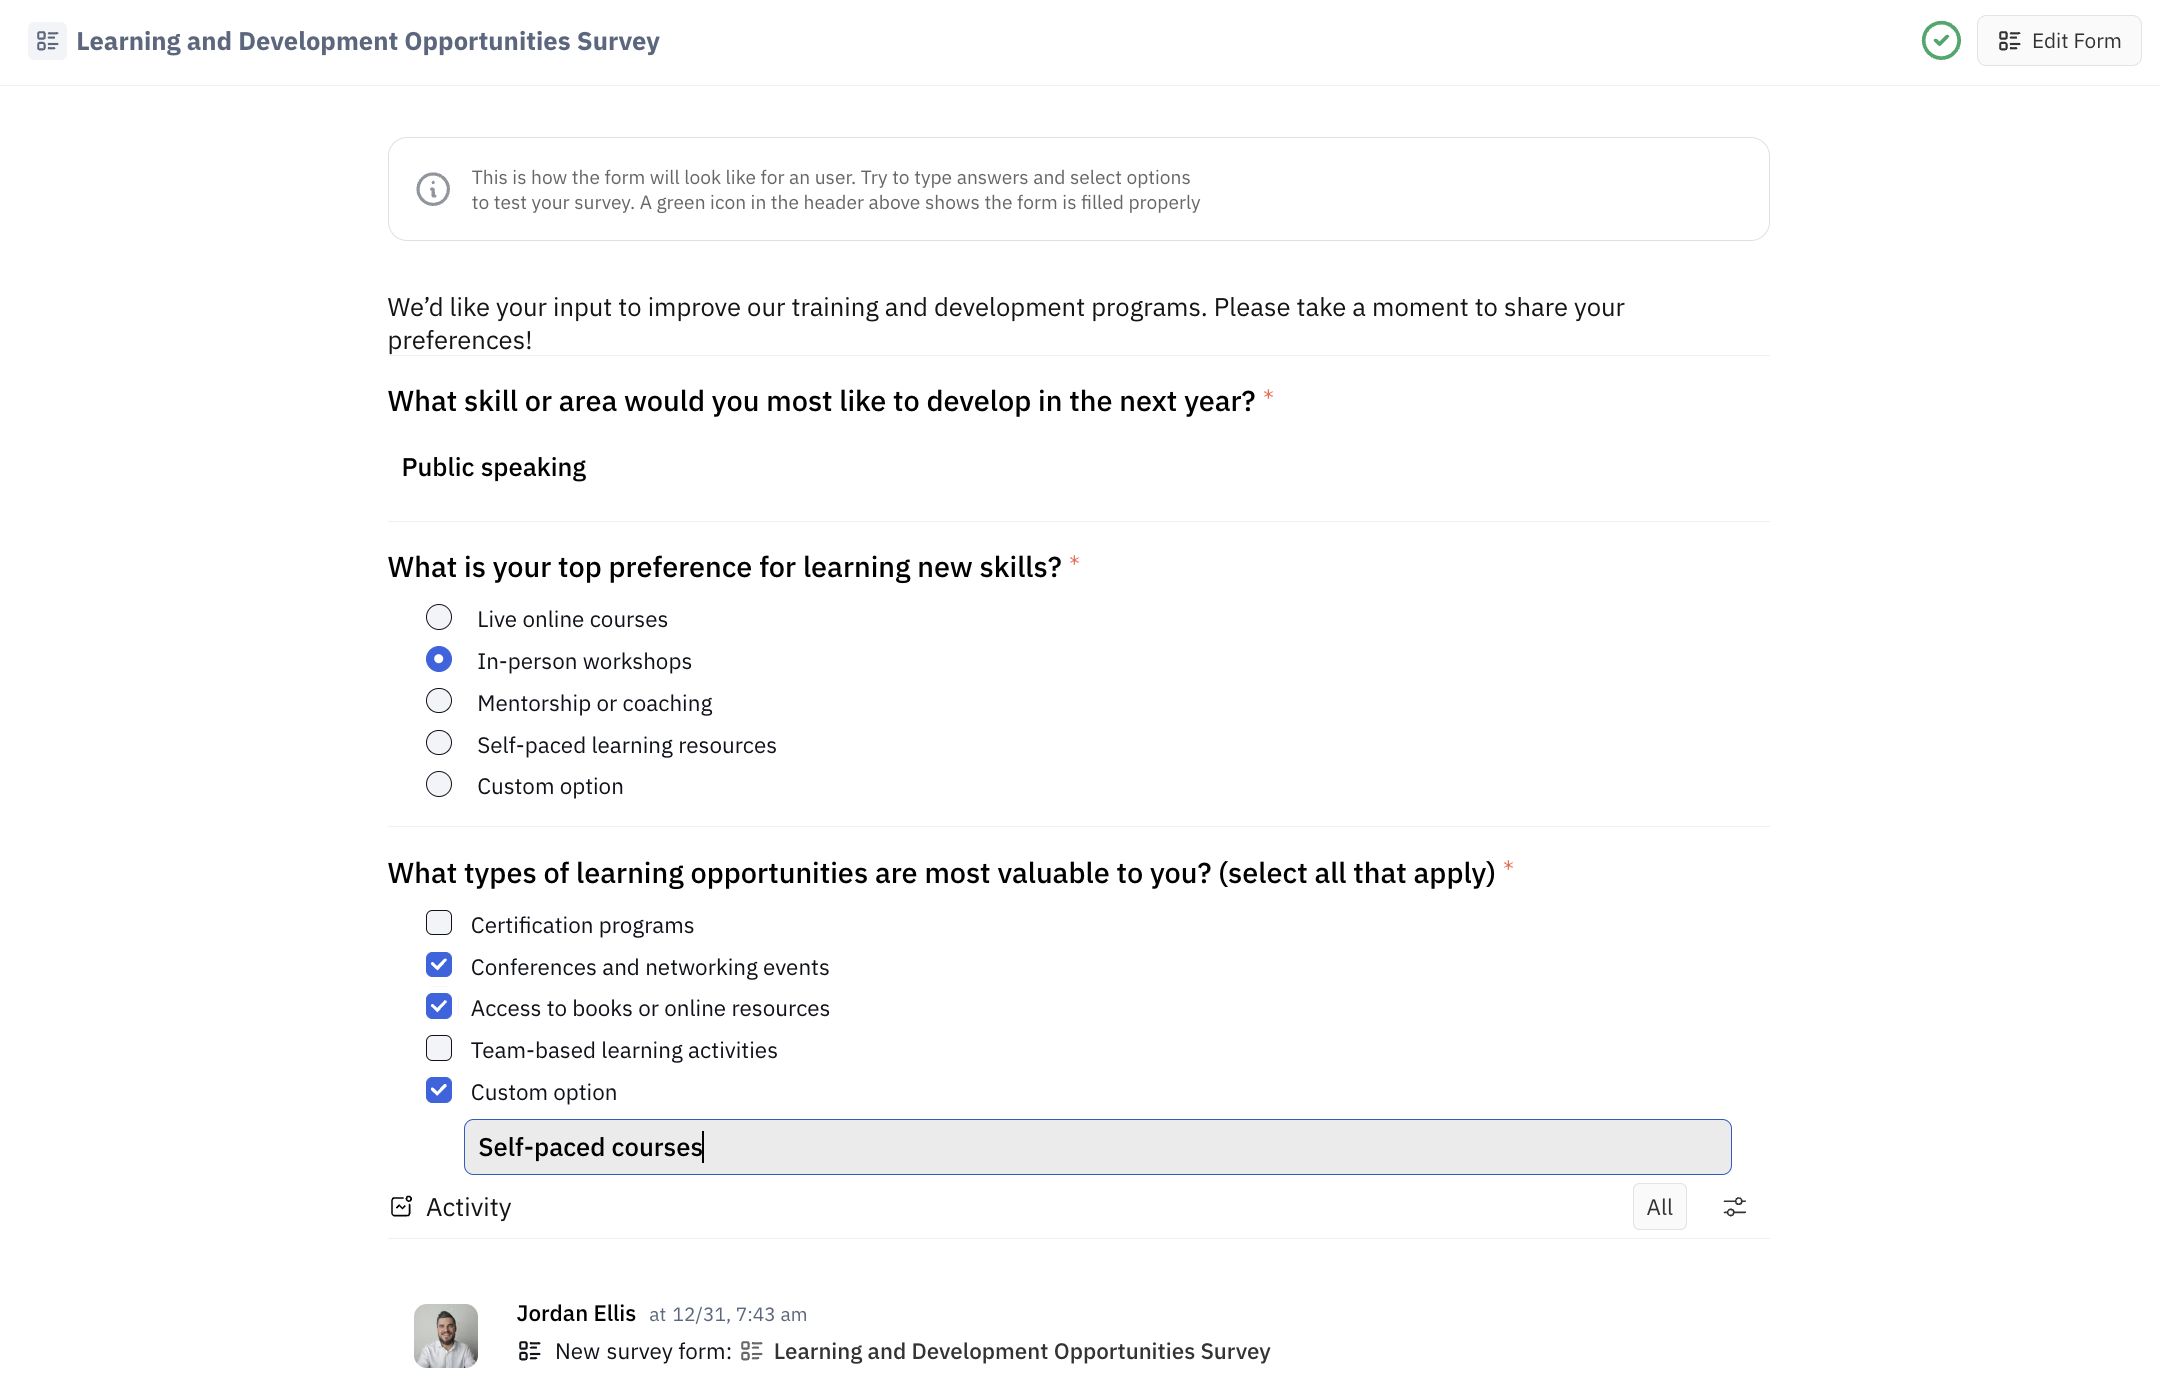 Learning and Development Opportunities Survey
Edit Form
This is how the form will look like for an user. Try to type answers and select options
to test your survey. A green icon in the header above shows the form is filled properly
We’d like your input to improve our training and development programs. Please take a moment to share your
preferences!
What skill or area would you most like to develop in the next year? *
Public speaking
What is your top preference for learning new skills? *
Live online courses
In-person workshops
Mentorship or coaching
Self-paced learning resources
Custom option
What types of learning opportunities are most valuable to you? (select all that apply) *
Certification programs
Conferences and networking events
Access to books or online resources
Team-based learning activities
Custom option
Self-paced courses
Activity
All
Jordan Ellis at 12/31, 7:43 am
New survey form: Learning and Development Opportunities Survey